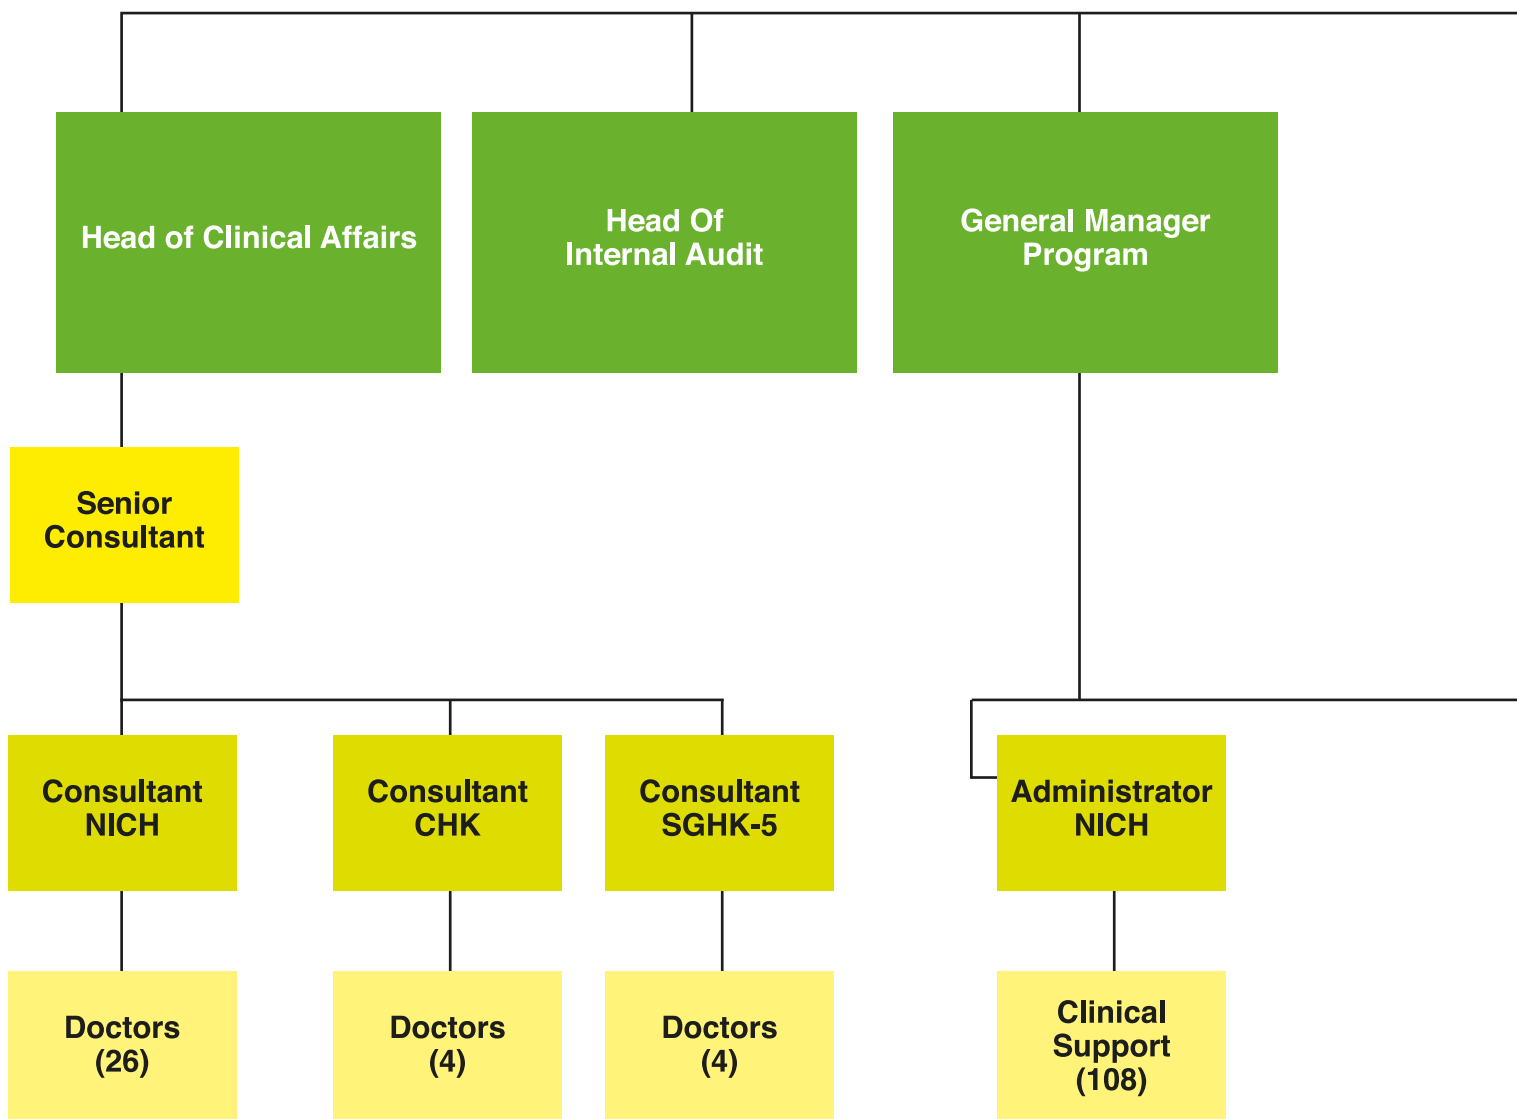 Head of Clinical Affairs
Head Of
Internal Audit
General Manager
Program
Senior
Consultant
Consultant
NICH
Consultant
CHK
Consultant
SGHK-5
Administrator
NICH
Doctors
(26)
Doctors
(4)
Doctors
(4)
Clinical
Support
(108)